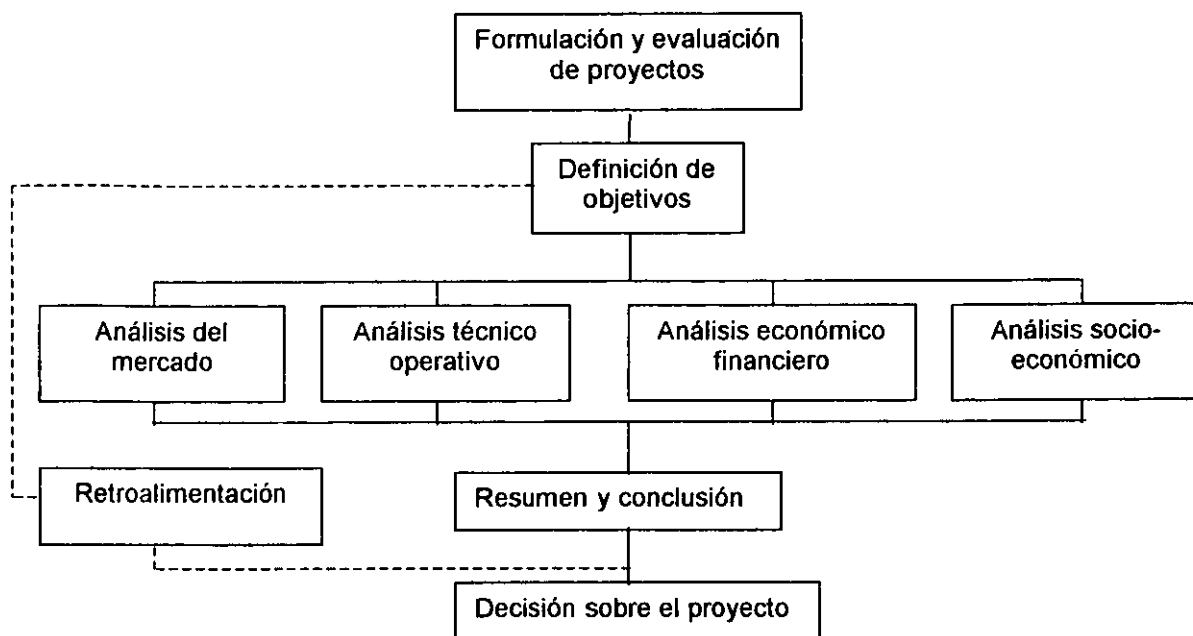 Formulación y evaluación
de proyectos
Definición de
objetivos
Análisis del
mercado
Análisis técnico
operativo
Análisis económico
financiero
Análisis socio-
económico
Retroalimentación
Resumen y conclusión
Decisión sobre el proyecto